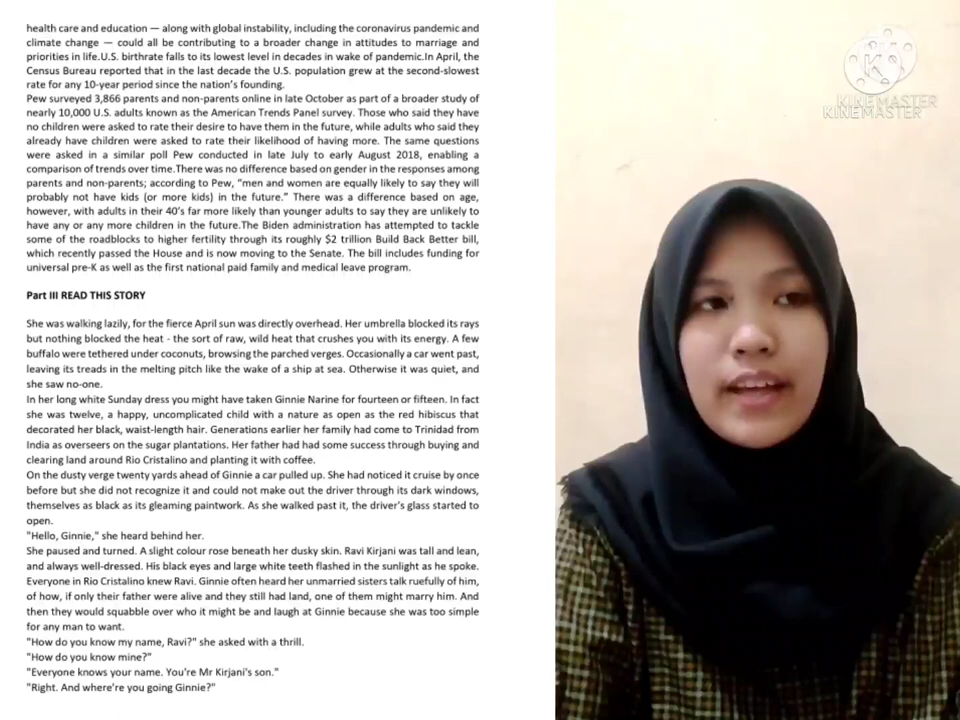 health care and education — along with global instability, including the coronavirus pandemic and
climate change — could all be contributing to a broader change in attitudes to marriage and
priorities in life.U.S. birthrate falls to its lowest level in decades in wake of pandemic.In April, the
Census Bureau reported that in the last decade the U.S. population grew at the second-slowest
rate for any 10-year period since the nation's founding.
Pew surveyed 3,866 parents and non-parents online in late October as part of a broader study of
nearly 10,000 U.S. adults known as the American Trends Panel survey. Those who said they have
no children were asked to rate their desire to have them in the future, while adults who said they
already have children were asked to rate their likelihood of having more. The same questions
were asked in a similar poll Pew conducted in late July to early August 2018, enabling a
comparison of trends over time.There was no difference based on gender in the responses among
parents and non-parents; according to Pew, “men and women are equally likely to say they will
probably not have kids (or more kids) in the future.” There was a difference based on age,
however, with adults in their 40's far more likely than younger adults to say they are unlikely to
have any or any more children in the future.The Biden administration has attempted to tackle
some of the roadblocks to higher fertility through its roughly $2 trillion Build Back Better bill,
which recently passed the House and is now moving to the Senate. The bill includes funding for
universal pre-K as well as the first national paid family and medical leave program.
Part III READ THIS STORY
She was walking lazily, for the fierce April sun was directly overhead. Her umbrella blocked its rays
but nothing blocked the heat - the sort of raw, wild heat that crushes you with its energy. A few
buffalo were tethered under coconuts, browsing the parched verges. Occasionally a car went past,
leaving its treads in the melting pitch like the wake of a ship at sea. Otherwise it was quiet, and
she saw no-one.
In her long white Sunday dress you might have taken Ginnie Narine for fourteen or fifteen. In fact
she was twelve, a happy, uncomplicated child with a nature as open as the red hibiscus that
decorated her black, waist-length hair. Generations earlier her family had come to Trinidad from
India as overseers on the sugar plantations. Her father had had some success through buying and
clearing land around Rio Cristalino and planting it with coffee.
On the dusty verge twenty yards ahead of Ginnie a car pulled up. She had noticed it cruise by once
before but she did not recognize it and could not make out the driver through its dark windows,
themselves as black as its gleaming paintwork. As she walked past it, the driver's glass started to
open.
"Hello, Ginnie," she heard behind her.
She paused and turned. A slight colour rose beneath her dusky skin. Ravi Kirjani was tall and lean,
and always well-dressed. His black eyes and large white teeth flashed in the sunlight as he spoke.
Everyone in Rio Cristalino knew Ravi. Ginnie often heard her unmarried sisters talk ruefully of him,
of how, if only their father were alive and they still had land, one of them might marry him. And
then they would squabble over who it might be and laugh at Ginnie because she was too simple
for any man to want.
"How do you know my name, Ravi?" she asked with a thrill.
"How do you know mine?"
"Everyone knows your name. You're Mr Kirjani's son."
"Right. And where're you going Ginnie?"
K
KINEMASTER
KINEMASTER